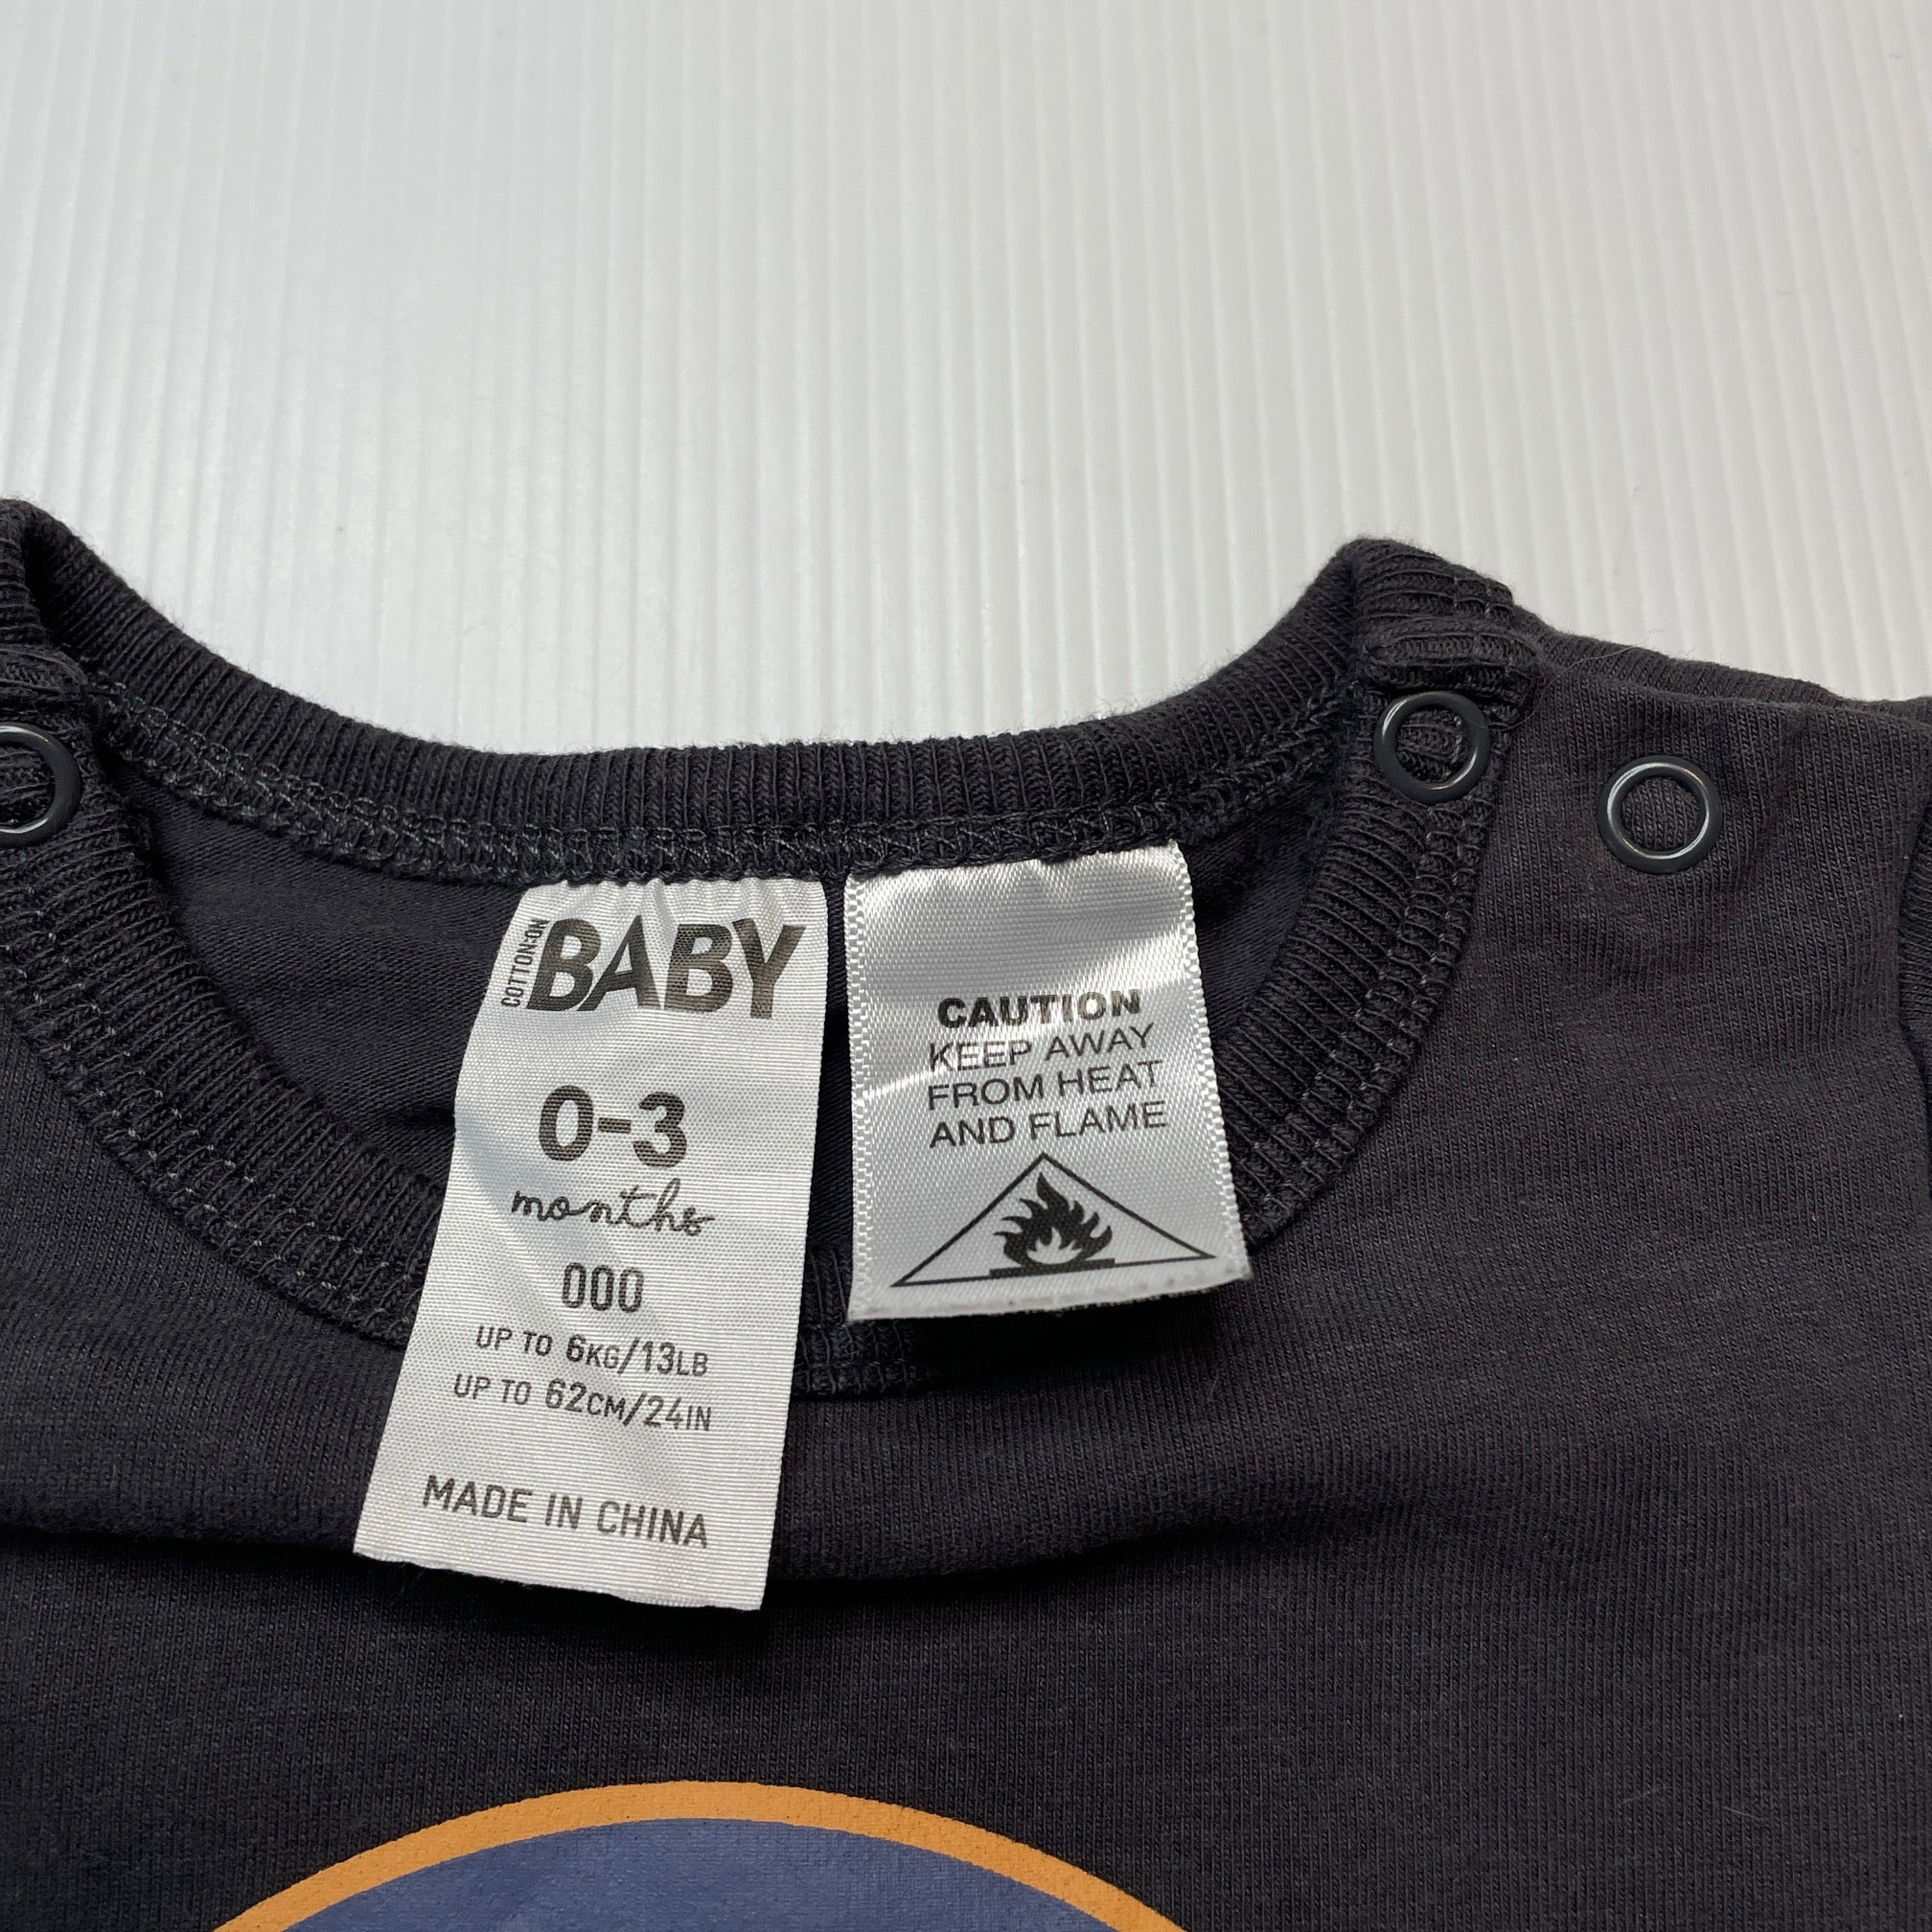 COTTON:ON
BABY
0-3
months
000
UP TO 6KG/13LB
UP TO 62CM/24IN
MADE IN CHINA
CAUTION
KEEP AWAY
FROM HEAT
AND FLAME